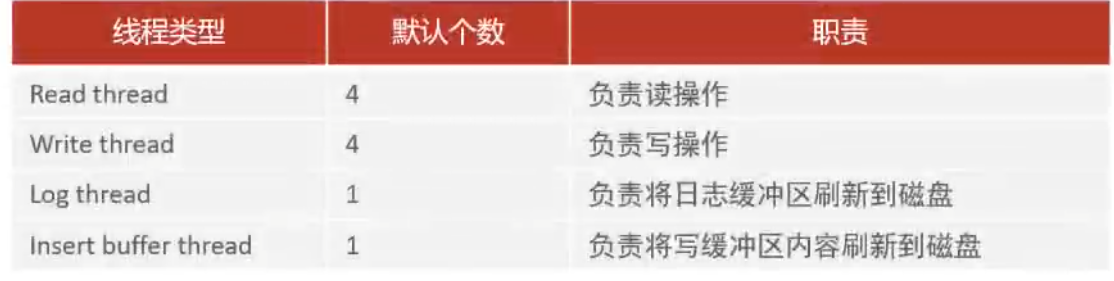 线程类型 默认个数 职责
Read thread 4 负责读操作
Write thread 4 负责写操作
Log thread 1 负责将日志缓冲区刷新到磁盘
Insert buffer thread 1 负责将写缓冲区内容刷新到磁盘